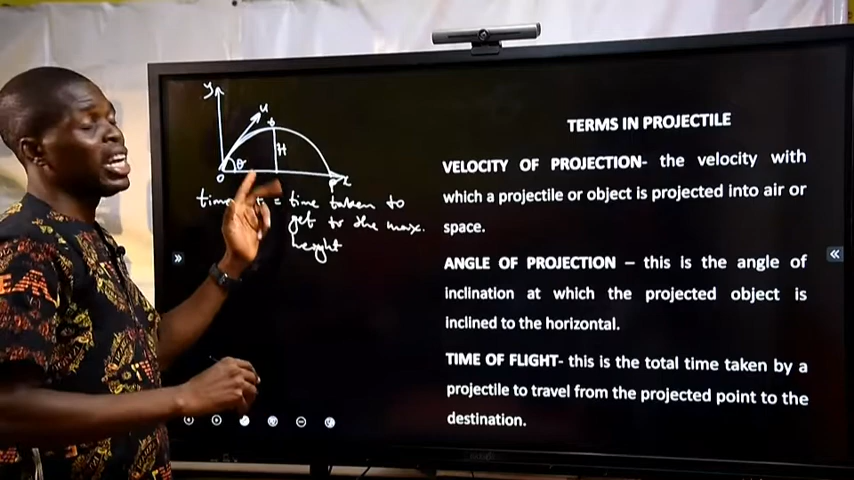 y
u
t
H
θ
o
P x
time t = time taken to
get to the max.
height
TERMS IN PROJECTILE
VELOCITY OF PROJECTION- the velocity with
which a projectile or object is projected into air or
space.
ANGLE OF PROJECTION – this is the angle of
inclination at which the projected object is
inclined to the horizontal.
TIME OF FLIGHT- this is the total time taken by a
projectile to travel from the projected point to the
destination.